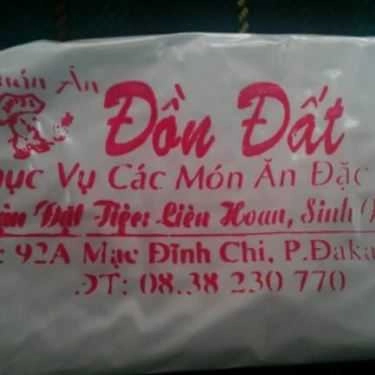 Quán Ăn
Đồn Đất
Phục Vụ Các Món Ăn Đặc
Đặt Tiệc: Liên Hoan, Sinh
92A Mạc Đĩnh Chi, P.Đaka
ĐT: 08.38 230 770